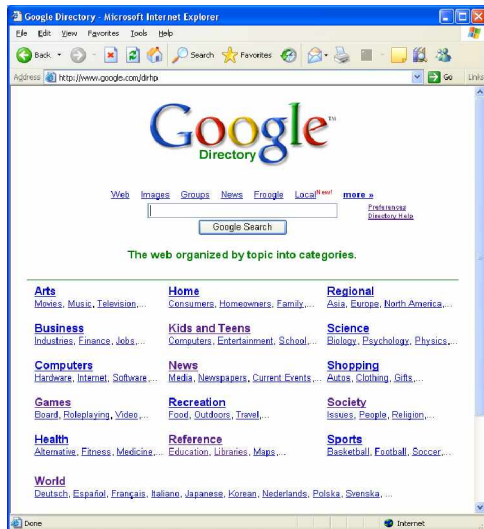 Google Directory - Microsoft Internet Explorer
File Edit View Favorites Tools Help
Back Search Favorites
Address http://www.google.com/dirhp Go Links
Google™
Directory
Web Images Groups News Froogle Local New! more »
Preferences
Directory Help
Google Search
The web organized by topic into categories.
Arts Home Regional
Movies, Music, Television,... Consumers, Homeowners, Family,... Asia, Europe, North America,...
Business Kids and Teens Science
Industries, Finance, Jobs,... Computers, Entertainment, School,... Biology, Psychology, Physics,...
Computers News Shopping
Hardware, Internet, Software,... Media, Newspapers, Current Events,... Autos, Clothing, Gifts,...
Games Recreation Society
Board, Roleplaying, Video,... Food, Outdoors, Travel,... Issues, People, Religion,...
Health Reference Sports
Alternative, Fitness, Medicine,... Education, Libraries, Maps,... Basketball, Football, Soccer,...
World
Deutsch, Español, Français, Italiano, Japanese, Korean, Nederlands, Polska, Svenska, ...
Done Internet